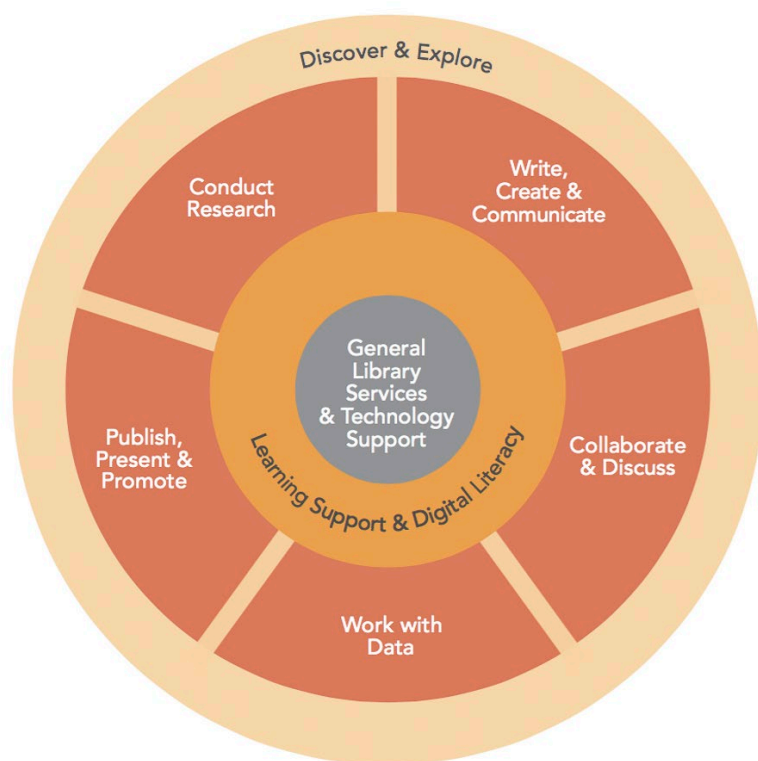 Discover & Explore
Conduct
Research
Write,
Create &
Communicate
General
Library
Services
& Technology
Support
Learning Support & Digital Literacy
Publish,
Present &
Promote
Collaborate
& Discuss
Work with
Data